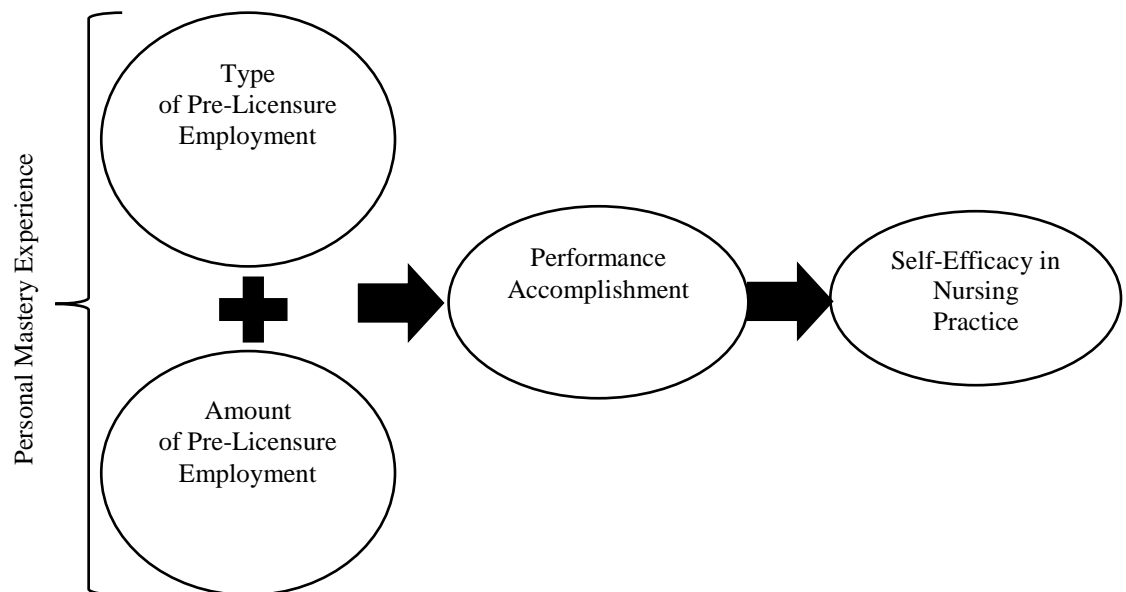 Personal Mastery Experience
Type
of Pre-Licensure
Employment
Amount
of Pre-Licensure
Employment
Performance
Accomplishment
Self-Efficacy in
Nursing
Practice